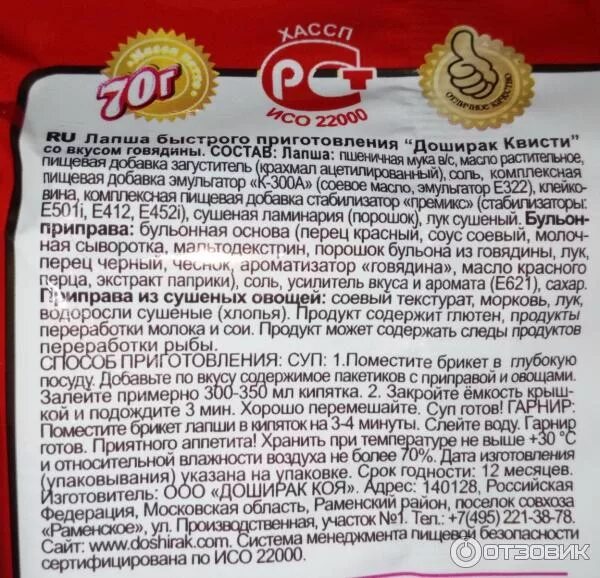 Масса нетто
70г
ХАССП
РСТ
ИСО 22000
ОТЛИЧНОЕ КАЧЕСТВО
RU Лапша быстрого приготовления "Доширак Квисти"
со вкусом говядины. СОСТАВ: Лапша: пшеничная мука в/с, масло растительное,
пищевая добавка загуститель (крахмал ацетилированный), соль, комплексная
пищевая добавка эмульгатор «К-300А» (соевое масло, эмульгатор Е322), клейко-
вина, комплексная пищевая добавка стабилизатор «премикс» (стабилизаторы:
Е501i, Е412, Е452i), сушеная ламинария (порошок), лук сушеный. Бульон-
приправа: бульонная основа (перец красный, соус соевый, молоч-
ная сыворотка, мальтодекстрин, порошок бульона из говядины, лук,
перец черный, чеснок, ароматизатор «говядина», масло красного
перца, экстракт паприки), соль, усилитель вкуса и аромата (Е621), сахар.
Приправа из сушеных овощей: соевый текстурат, морковь, лук,
водоросли сушёные (хлопья). Продукт содержит глютен, продукты
переработки молока и сои. Продукт может содержать следы продуктов
переработки рыбы.
СПОСОБ ПРИГОТОВЛЕНИЯ: СУП: 1.Поместите брикет в глубокую
посуду. Добавьте по вкусу содержимое пакетиков с приправой и овощами.
Залейте примерно 300-350 мл кипятка. 2. Закройте ёмкость крыш-
кой и подождите 3 мин. Хорошо перемешайте. Суп готов! ГАРНИР:
Поместите брикет лапши в кипяток на 3-4 минуты. Слейте воду. Гарнир
готов. Приятного аппетита! Хранить при температуре не выше +30 °С
и относительной влажности воздуха не более 70%. Дата изготовления
(упаковывания) указана на упаковке. Срок годности: 12 месяцев.
Изготовитель: ООО «ДОШИРАК КОЯ». Адрес: 140128, Российская
Федерация, Московская область, Раменский район, поселок совхоза
«Раменское», ул. Производственная, участок №1. Тел.: +7(495) 221-38-78.
Сайт: www.doshirak.com. Система менеджмента пищевой безопасности
сертифицирована по ИСО 22000.
ОТЗОВИК